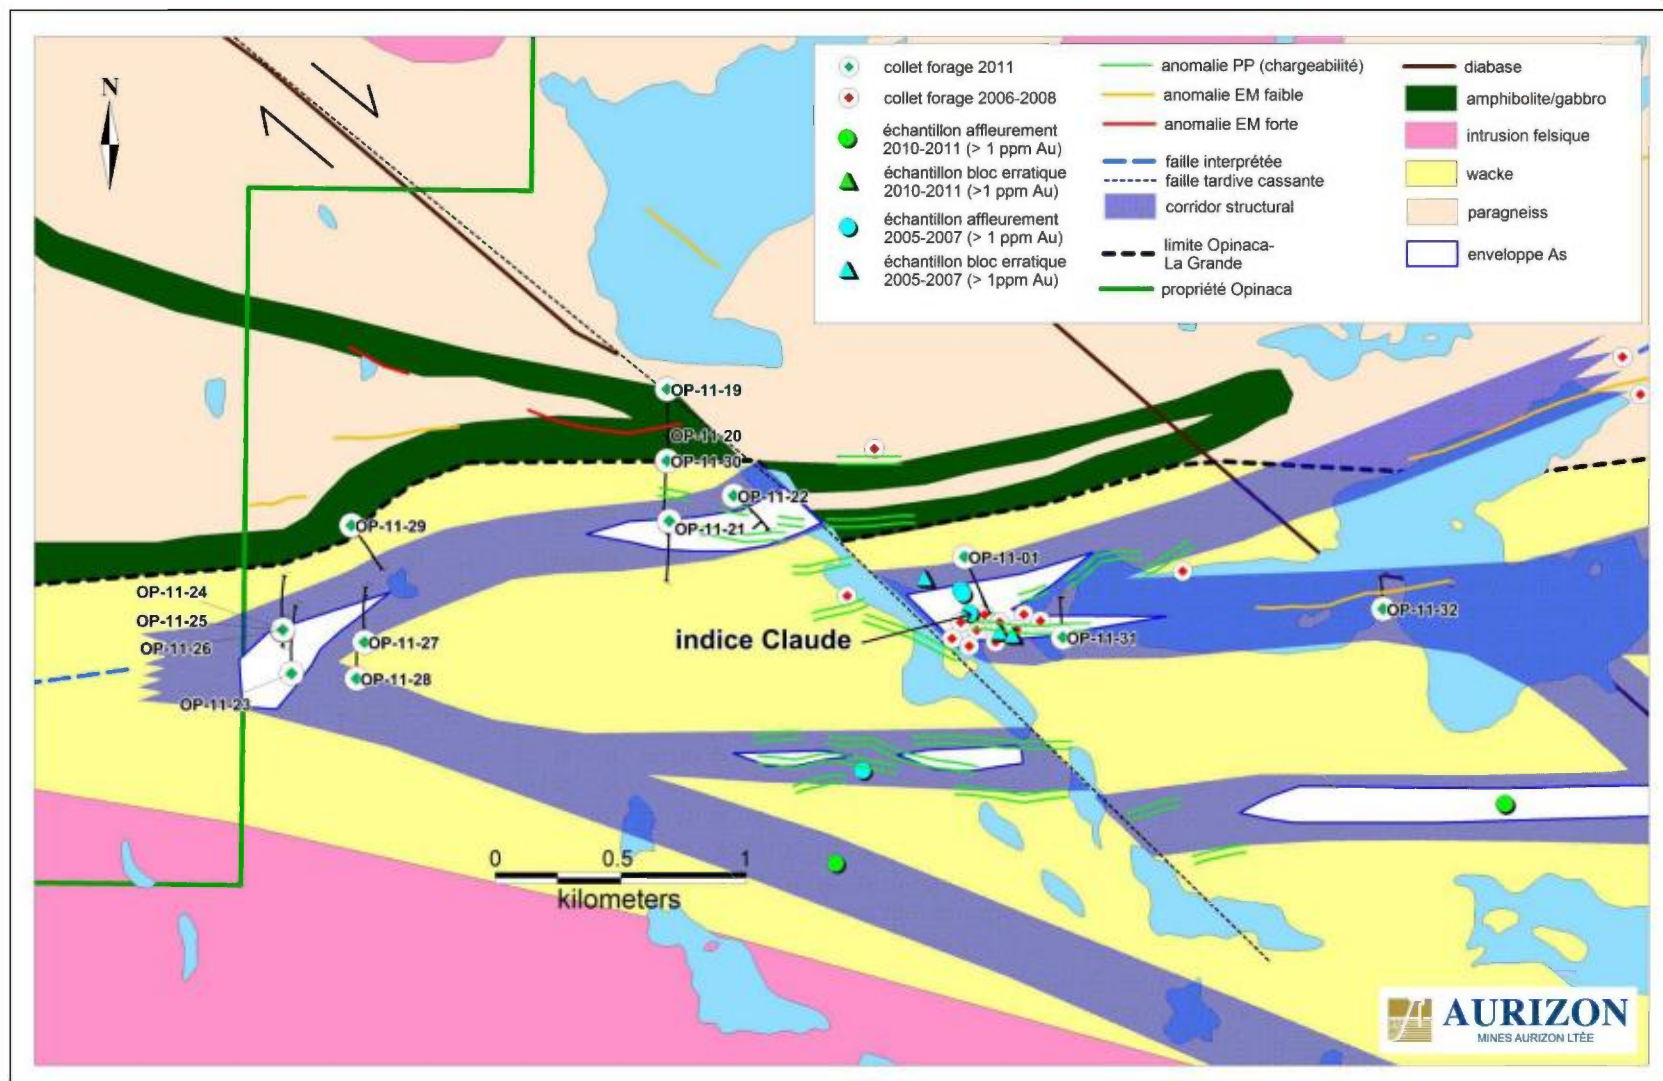 N
collet forage 2011
collet forage 2006-2008
échantillon affleurement
2010-2011 (> 1 ppm Au)
échantillon bloc erratique
2010-2011 (>1 ppm Au)
échantillon affleurement
2005-2007 (> 1 ppm Au)
échantillon bloc erratique
2005-2007 (> 1ppm Au)
anomalie PP (chargeabilité)
anomalie EM faible
anomalie EM forte
faille interprétée
faille tardive cassante
corridor structural
limite Opinaca-
La Grande
propriété Opinaca
diabase
amphibolite/gabbro
intrusion felsique
wacke
paragneiss
enveloppe As
OP-11-19
OP-11-20
OP-11-30
OP-11-22
OP-11-29
OP-11-21
OP-11-01
OP-11-24
OP-11-25
OP-11-26
OP-11-27
OP-11-28
OP-11-23
OP-11-32
OP-11-31
indice Claude
0 0.5 1
kilometers
AURIZON
MINES AURIZON LTÉE